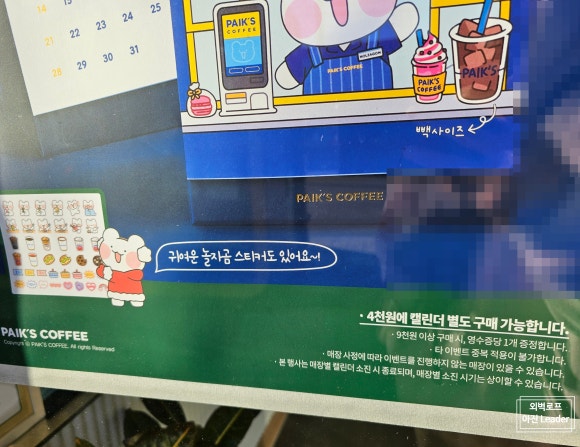 22 23 24 25
14
29 30 31
28
PAIK'S
COFFEE
MOLSAGOM
PAIK'S COFFEE
PAIK'S
COFFEE
PAIK'S
빽사이즈
PAIK'S COFFEE
귀여운 놀자곰 스티커도 있어요~!
PAIK'S COFFEE
Copyright © PAIK'S COFFEE. All rights Reserved
· 4천원에 캘린더 별도 구매 가능합니다.
· 9천원 이상 구매 시, 영수증당 1개 증정합니다.
· 타 이벤트 중복 적용이 불가합니다.
· 매장 사정에 따라 이벤트를 진행하지 않는 매장이 있을 수 있습니다.
· 본 행사는 매장별 캘린더 소진 시 종료되며, 매장별 소진 시기는 상이할 수 있습니다.
외벽로프
야전 Leader